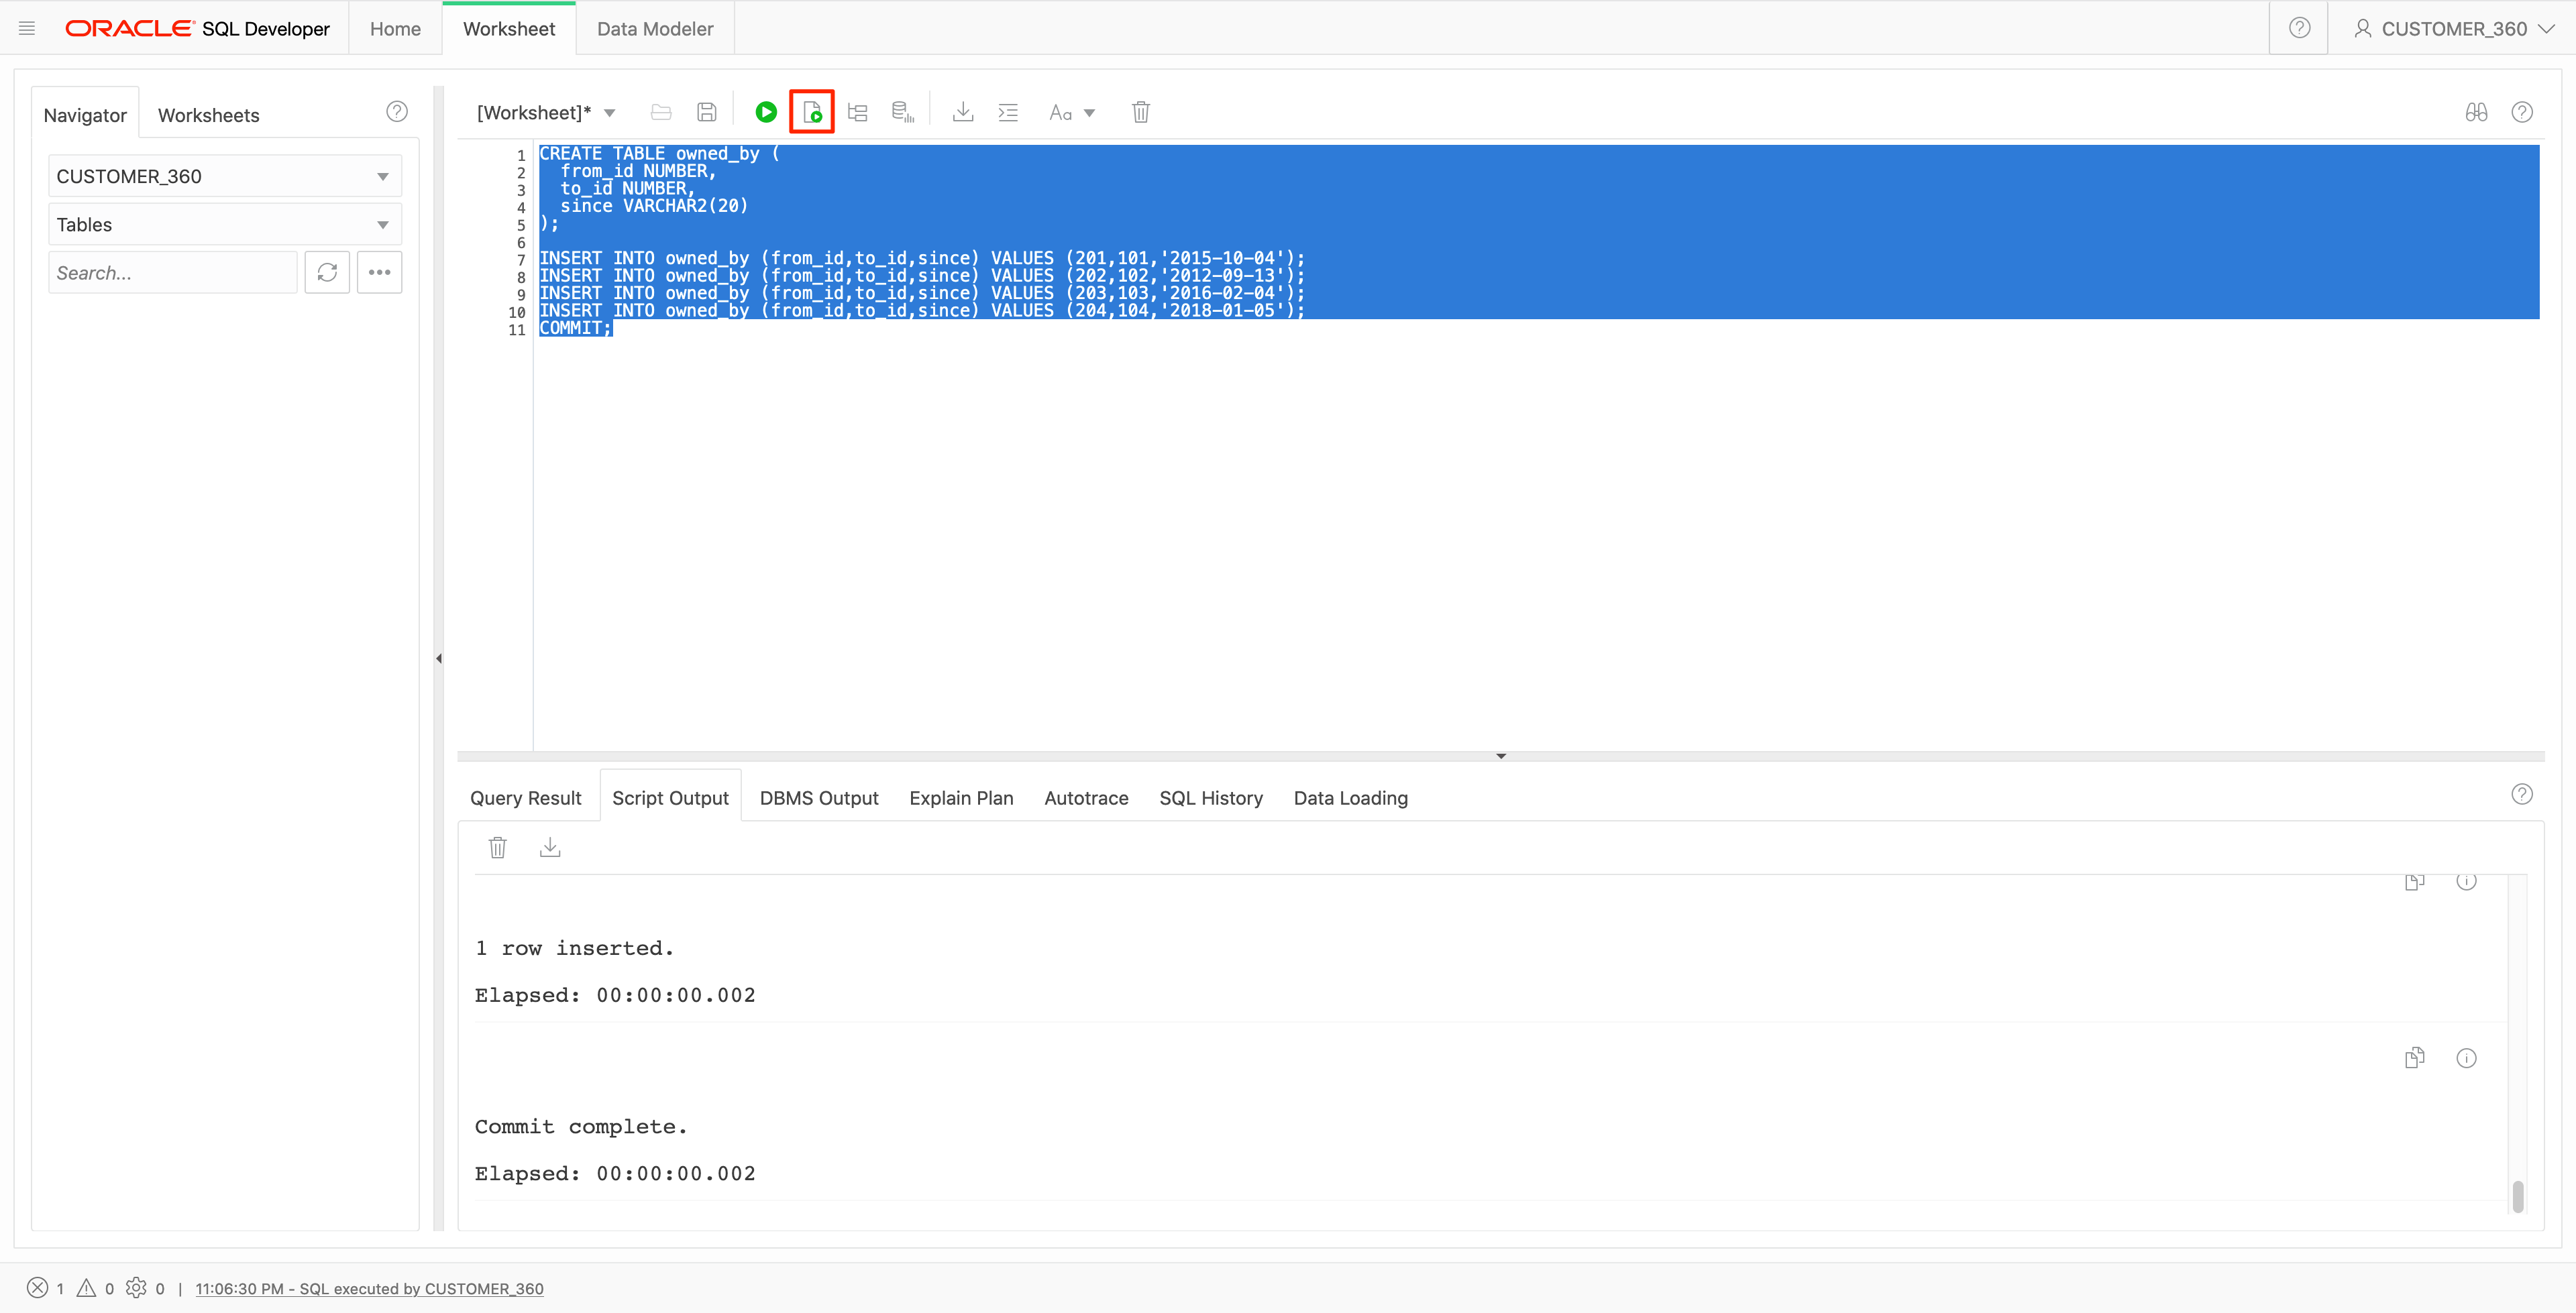 ORACLE SQL Developer Home Worksheet Data Modeler CUSTOMER_360
Navigator Worksheets
CUSTOMER_360
Tables
Search...
[Worksheet]* Aa
1 CREATE TABLE owned_by (
2 from_id NUMBER,
3 to_id NUMBER,
4 since VARCHAR2(20)
5 );
6
7 INSERT INTO owned_by (from_id,to_id,since) VALUES (201,101,'2015-10-04');
8 INSERT INTO owned_by (from_id,to_id,since) VALUES (202,102,'2012-09-13');
9 INSERT INTO owned_by (from_id,to_id,since) VALUES (203,103,'2016-02-04');
10 INSERT INTO owned_by (from_id,to_id,since) VALUES (204,104,'2018-01-05');
11 COMMIT;
Query Result Script Output DBMS Output Explain Plan Autotrace SQL History Data Loading
1 row inserted.
Elapsed: 00:00:00.002
Commit complete.
Elapsed: 00:00:00.002
1 0 0 | 11:06:30 PM - SQL executed by CUSTOMER_360